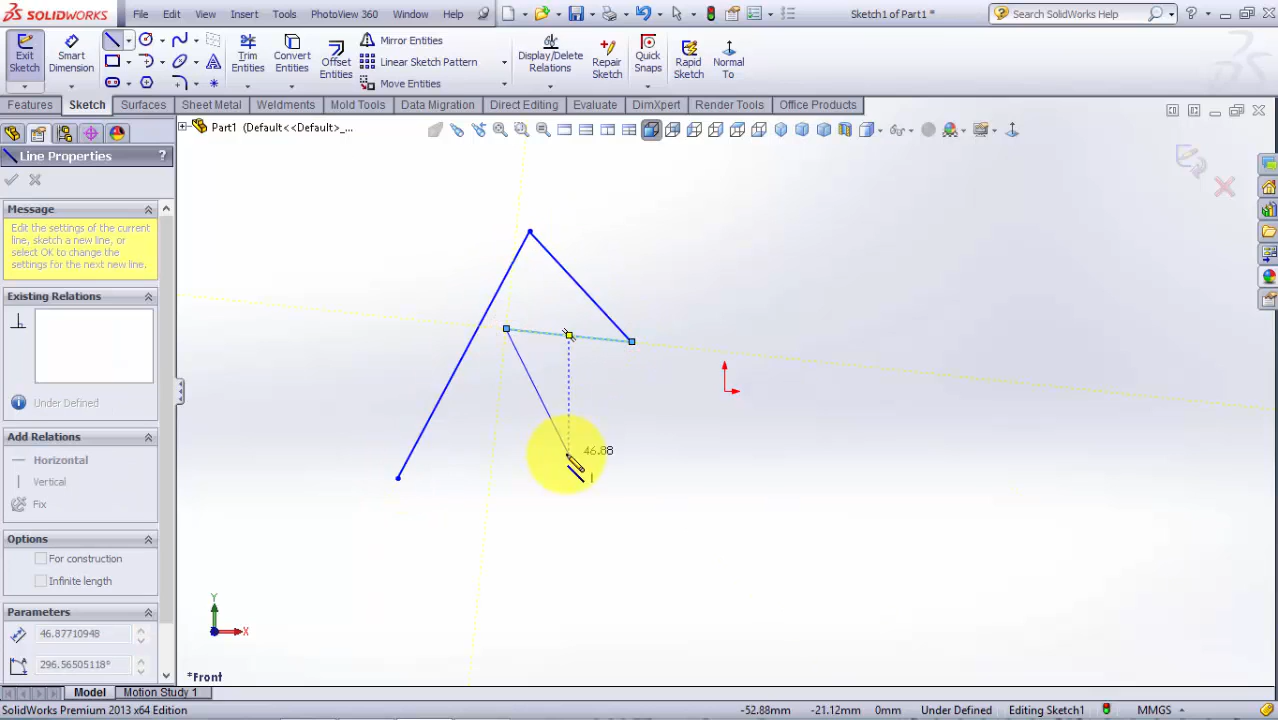 SOLIDWORKS File Edit View Insert Tools PhotoView 360 Window Help Sketch1 of Part1 * Search SolidWorks Help
Exit Sketch
Smart Dimension
Trim Entities
Convert Entities
Offset Entities
Mirror Entities
Linear Sketch Pattern
Move Entities
Display/Delete Relations
Repair Sketch
Quick Snaps
Rapid Sketch
Normal To
Features Sketch Surfaces Sheet Metal Weldments Mold Tools Data Migration Direct Editing Evaluate DimXpert Render Tools Office Products
Part1 (Default<<Default>_...
Line Properties ?
Message
Edit the settings of the current
line, sketch a new line, or
select OK to change the
settings for the next new line.
Existing Relations
Under Defined
Add Relations
Horizontal
Vertical
Fix
Options
For construction
Infinite length
Parameters
46.87710948
296.56505118°
46.88
Y
X
*Front
Model Motion Study 1
SolidWorks Premium 2013 x64 Edition -52.88mm -21.12mm 0mm Under Defined Editing Sketch1 MMGS